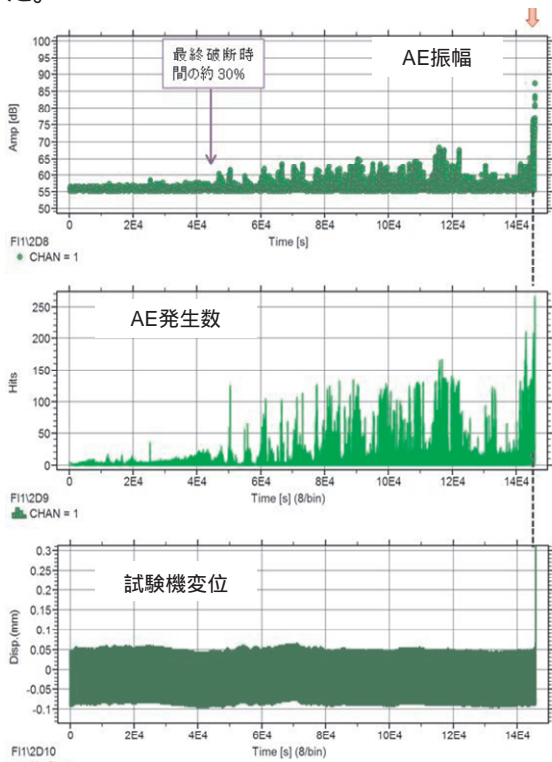 た。
最終破断時
間の約30%
AE振幅
Amp [dB]
100
95
90
85
80
75
70
65
60
55
50
0 2E4 4E4 6E4 8E4 10E4 12E4 14E4
Time [s]
FI1\2D8
CHAN = 1
AE発生数
Hits
250
200
150
100
50
0
0 2E4 4E4 6E4 8E4 10E4 12E4 14E4
Time [s] (8/bin)
FI1\2D9
CHAN = 1
試験機変位
Disp.(mm)
0.3
0.25
0.2
0.15
0.1
0.05
0
-0.05
-0.1
0 2E4 4E4 6E4 8E4 10E4 12E4 14E4
Time [s] (8/bin)
FI1\2D10